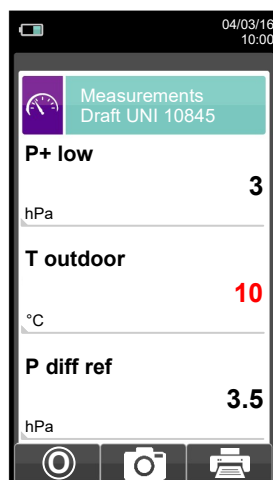 04/03/16
10:00
Measurements
Draft UNI 10845
P+ low
3
hPa
T outdoor
10
°C
P diff ref
3.5
hPa